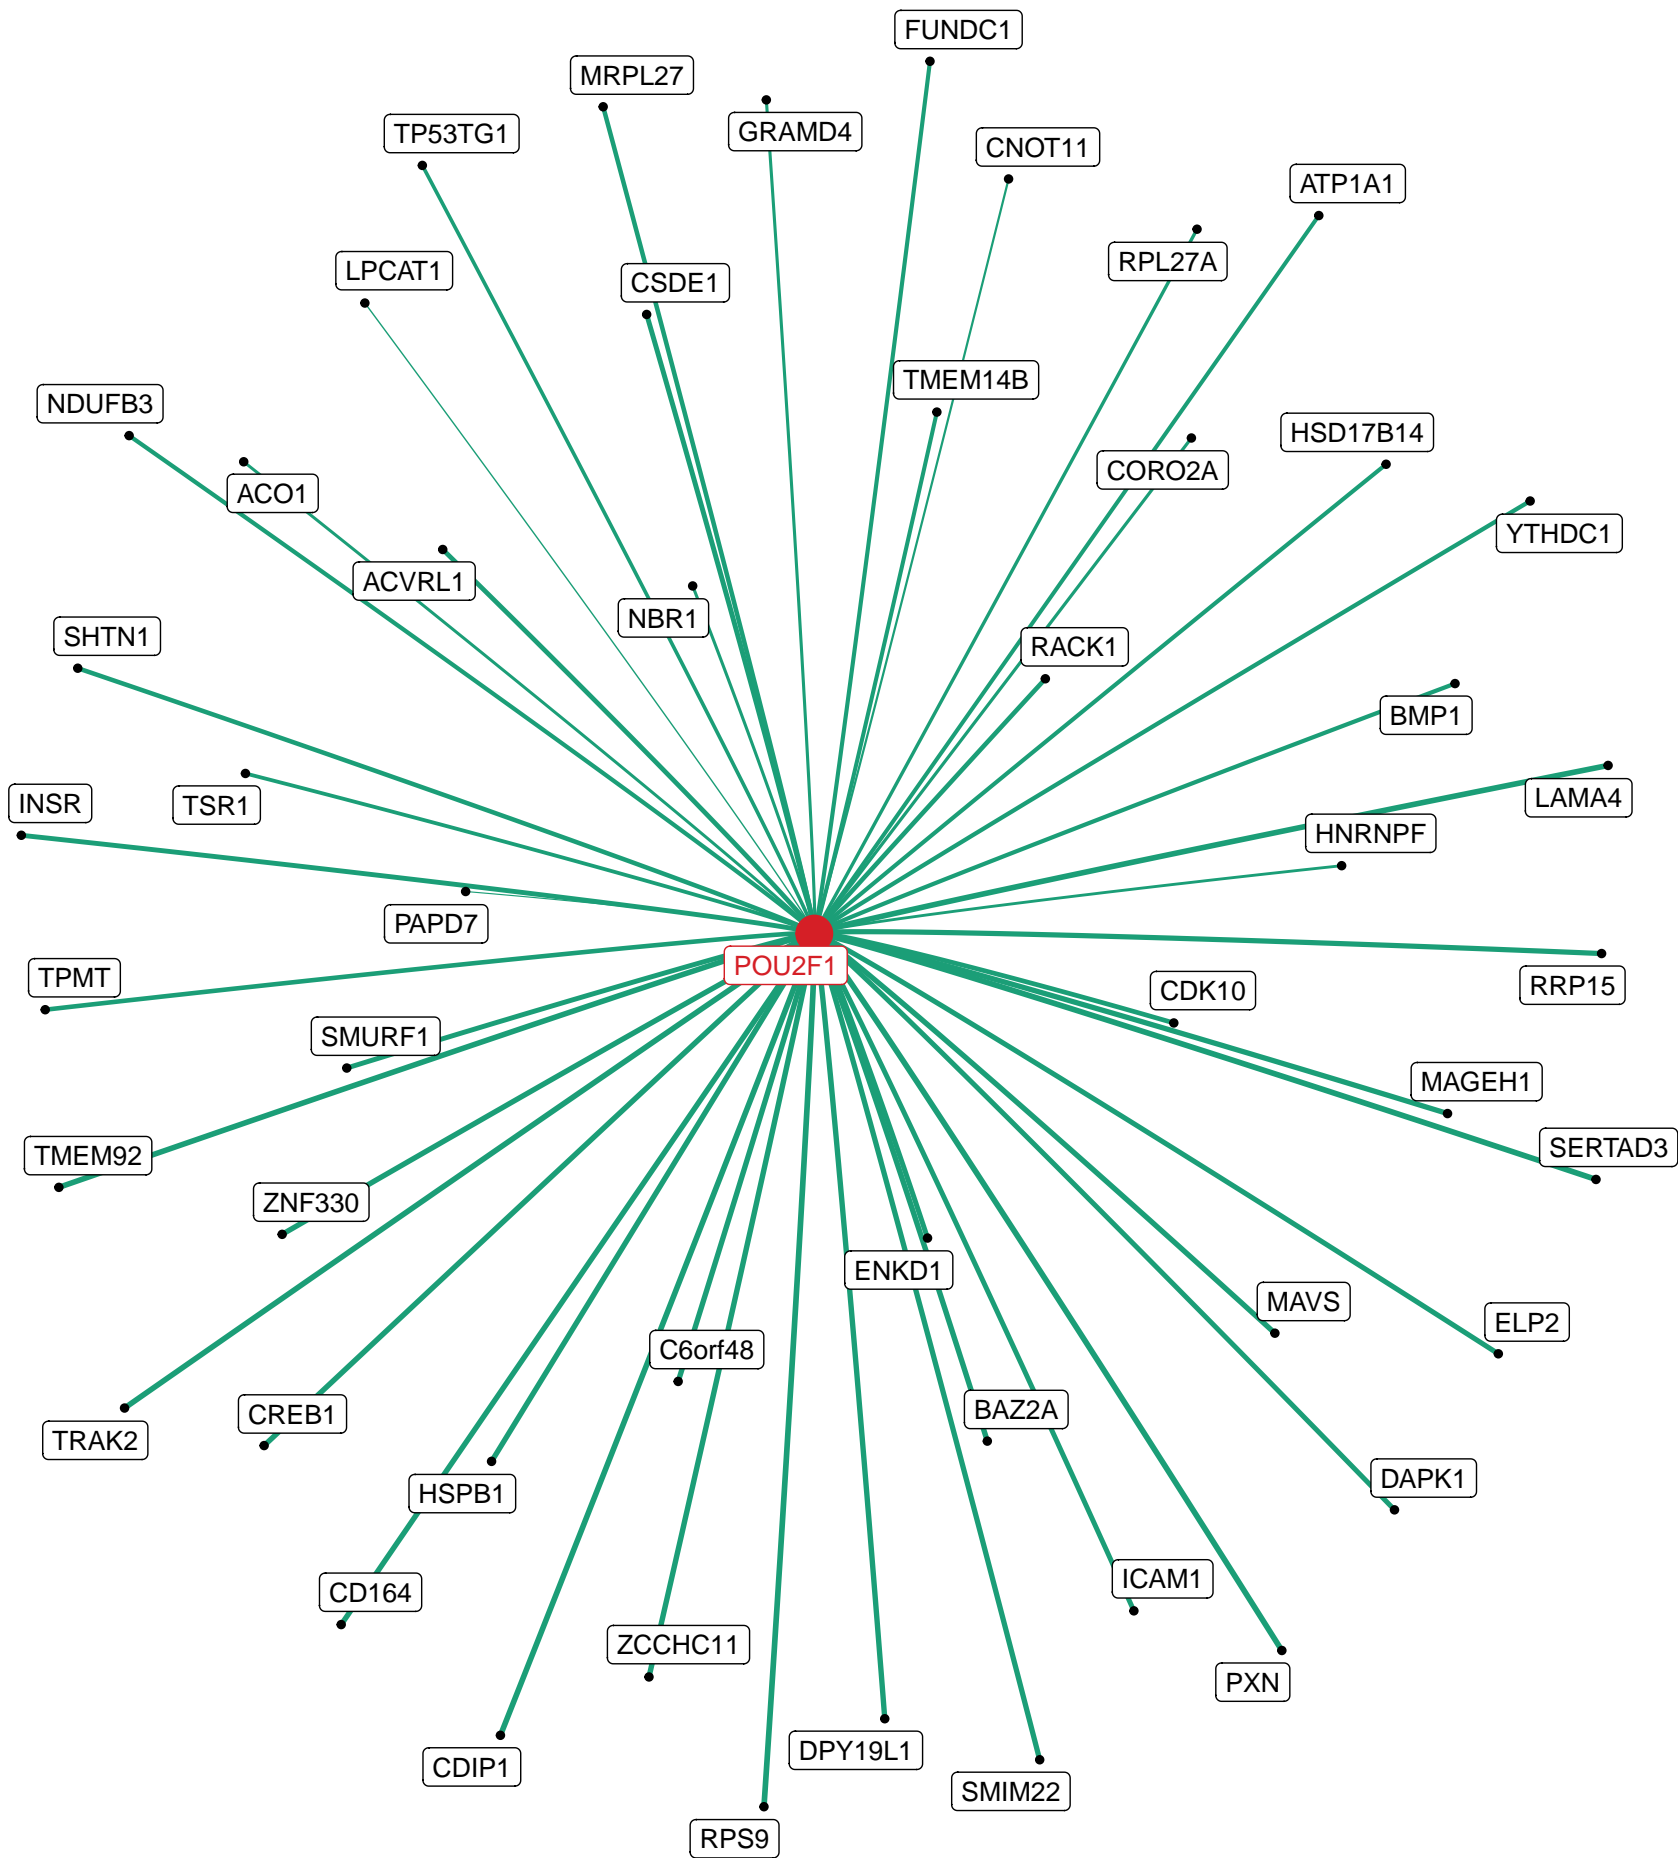 FUNDC1
MRPL27
GRAMD4
TP53TG1
CNOT11
ATP1A1
RPL27A
LPCAT1
CSDE1
TMEM14B
NDUFB3
HSD17B14
CORO2A
ACO1
YTHDC1
ACVRL1
NBR1
SHTN1
RACK1
BMP1
LAMA4
INSR
TSR1
HNRNPF
PAPD7
POU2F1
TPMT
RRP15
CDK10
SMURF1
MAGEH1
SERTAD3
TMEM92
ZNF330
ENKD1
MAVS
ELP2
C6orf48
BAZ2A
CREB1
TRAK2
DAPK1
HSPB1
ICAM1
CD164
ZCCHC11
PXN
DPY19L1
CDIP1
SMIM22
RPS9